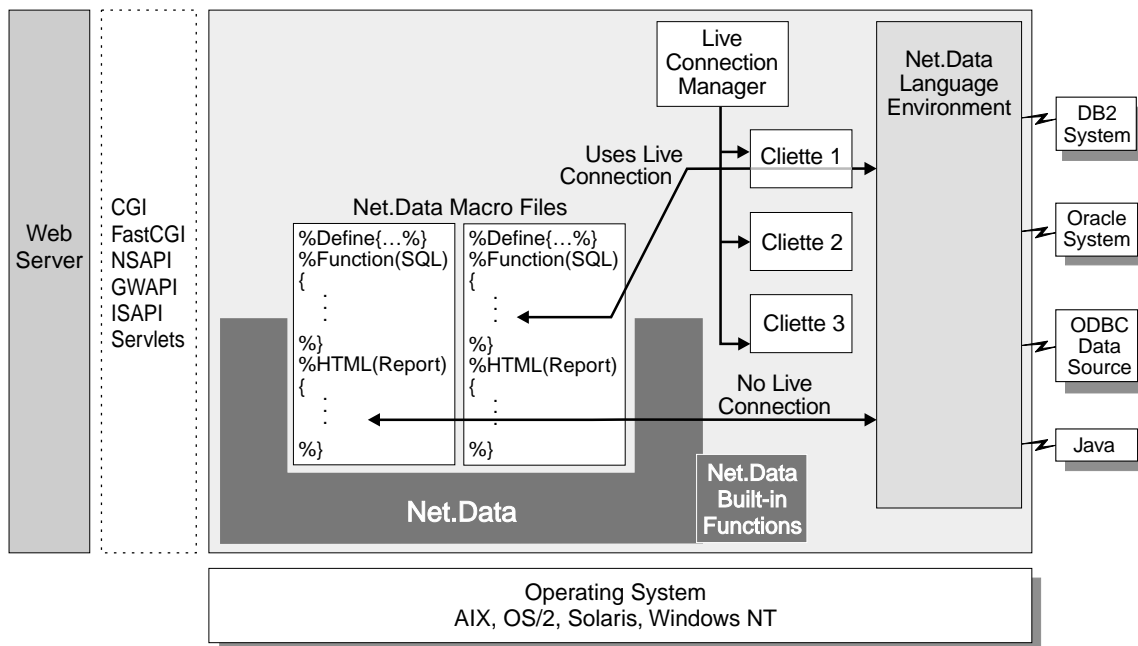 Web
Server
CGI
FastCGI
NSAPI
GWAPI
ISAPI
Servlets
Live
Connection
Manager
Net.Data
Language
Environment
Uses Live
Connection
Cliette 1
Cliette 2
Cliette 3
Net.Data Macro Files
%Define{...%}
%Function(SQL)
{
.
.
.
%}
%HTML(Report)
{
.
.
.
%}
%Define{...%}
%Function(SQL)
{
.
.
.
%}
%HTML(Report)
{
.
.
.
%}
No Live
Connection
Net.Data
Net.Data
Built-in
Functions
DB2
System
Oracle
System
ODBC
Data
Source
Java
Operating System
AIX, OS/2, Solaris, Windows NT